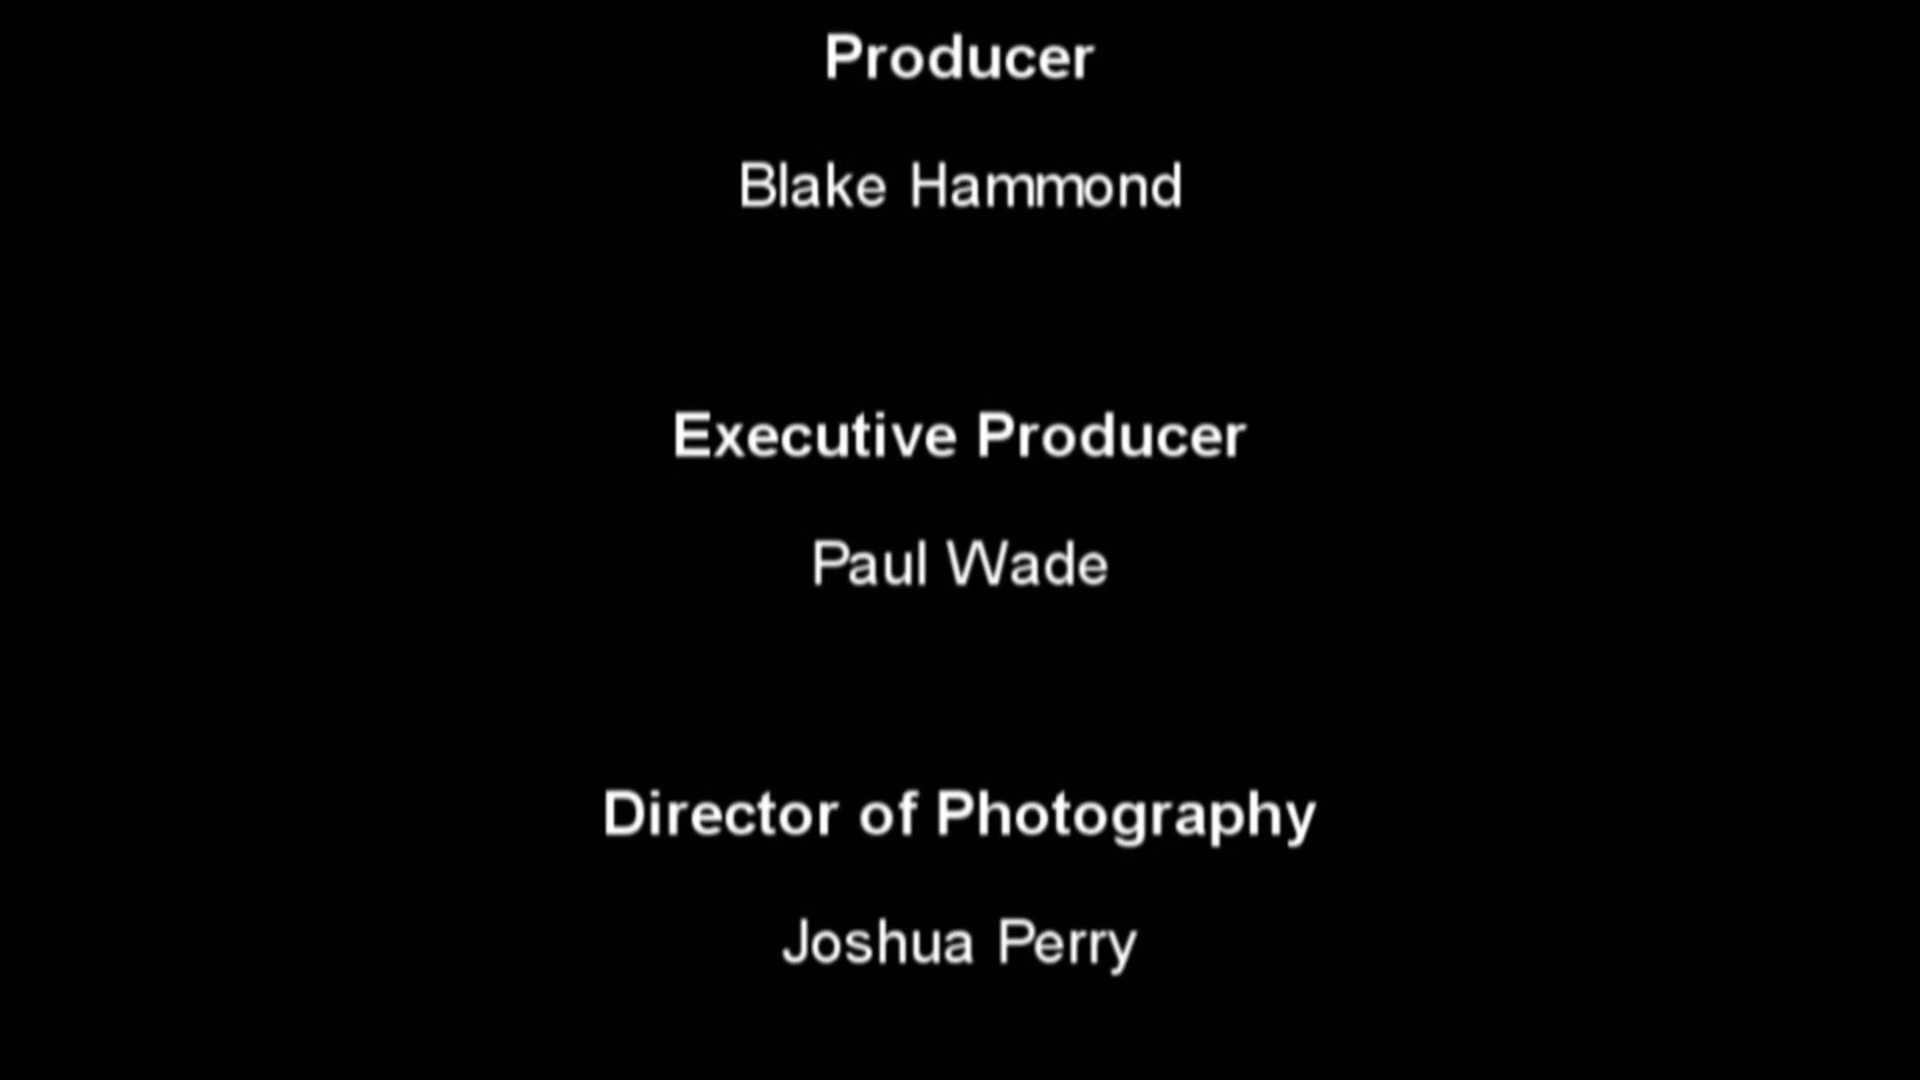 Producer
Blake Hammond
Executive Producer
Paul Wade
Director of Photography
Joshua Perry